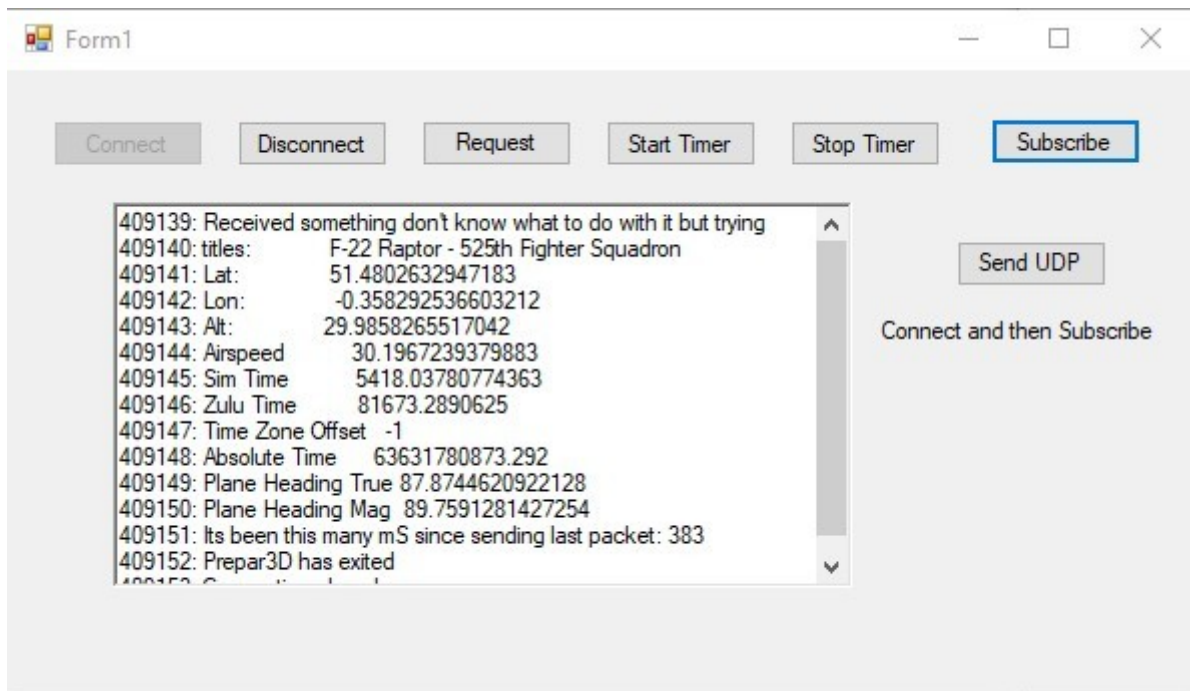 Form1
Connect Disconnect Request Start Timer Stop Timer Subscribe
409139: Received something don't know what to do with it but trying
409140: titles: F-22 Raptor - 525th Fighter Squadron
409141: Lat: 51.4802632947183
409142: Lon: -0.358292536603212
409143: Alt: 29.9858265517042
409144: Airspeed 30.1967239379883
409145: Sim Time 5418.03780774363
409146: Zulu Time 81673.2890625
409147: Time Zone Offset -1
409148: Absolute Time 63631780873.292
409149: Plane Heading True 87.8744620922128
409150: Plane Heading Mag 89.7591281427254
409151: Its been this many mS since sending last packet: 383
409152: Prepar3D has exited
Send UDP
Connect and then Subscribe